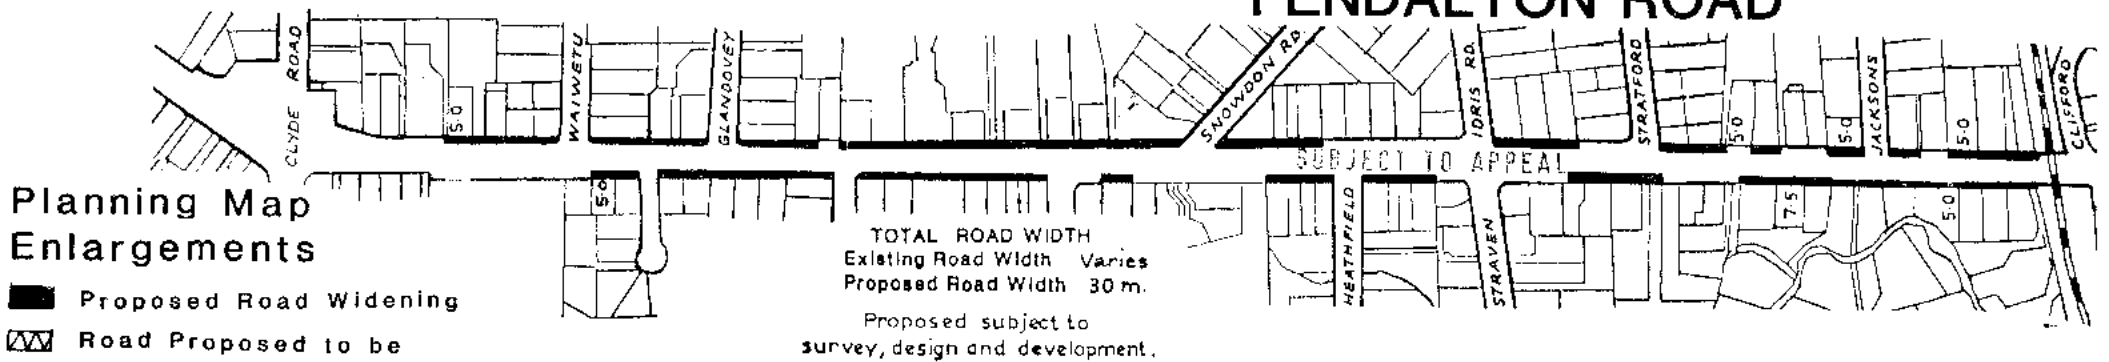 FENDALTON ROAD
CLYDE ROAD
5·0
WAIWETU
GLANDOVEY
SNOWDON RD.
IDRIS RD.
STRATFORD
5·0
5·0
JACKSONS
5·0
CLIFFORD
SUBJECT TO APPEAL
5·0
HEATHFIELD
STRAVEN
7·5
5·0
Planning Map
Enlargements
Proposed Road Widening
Road Proposed to be
TOTAL ROAD WIDTH
Existing Road Width Varies
Proposed Road Width 30 m.
Proposed subject to
survey, design and development.